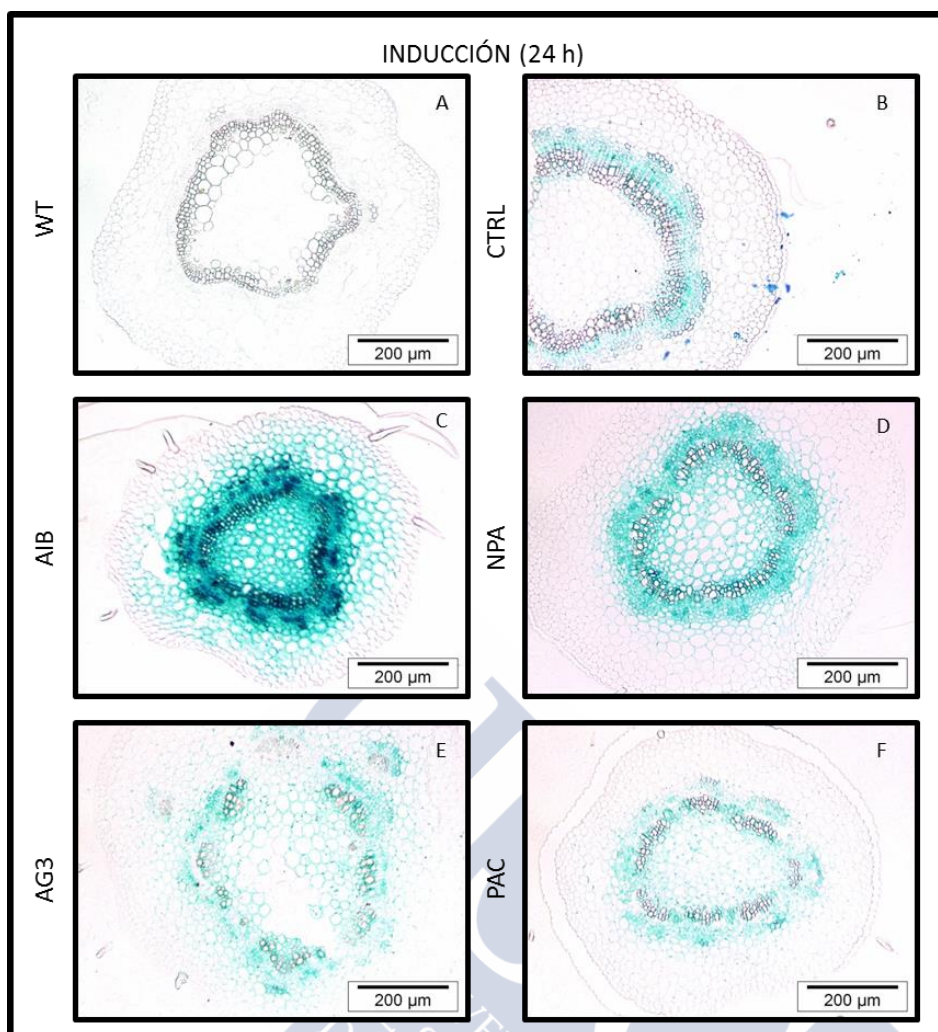 INDUCCIÓN (24 h)
WT
A
200 µm
CTRL
B
200 µm
AIB
C
200 µm
NPA
D
200 µm
AG3
E
200 µm
PAC
F
200 µm